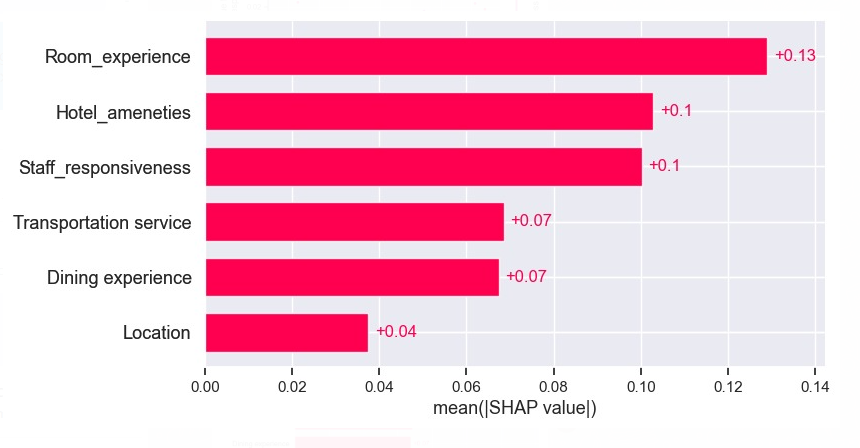 Room_experience +0.13
Hotel_ameneties +0.1
Staff_responsiveness +0.1
Transportation service +0.07
Dining experience +0.07
Location +0.04
0.00 0.02 0.04 0.06 0.08 0.10 0.12 0.14
mean(|SHAP value|)